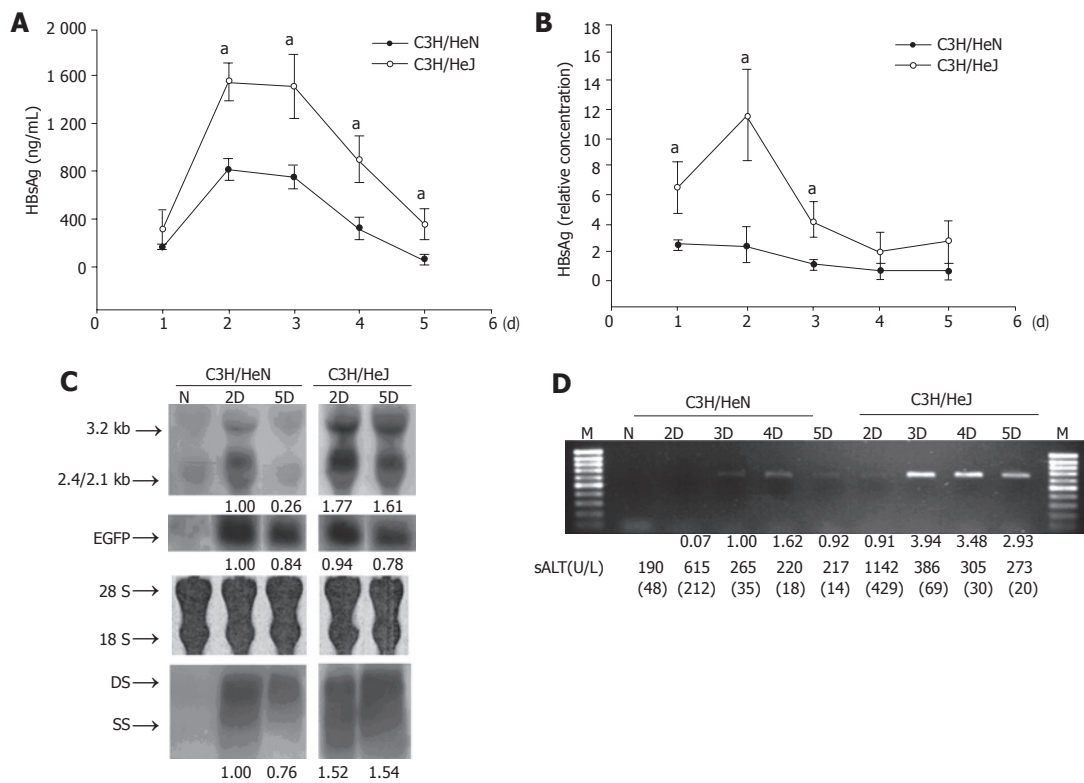 A
2 000
1 600
1 200
800
400
0
HBsAg (ng/mL)
a
a
a
a
C3H/HeN
C3H/HeJ
0 1 2 3 4 5 6 (d)
B
18
16
14
12
10
8
6
4
2
0
HBsAg (relative concentration)
a
a
a
C3H/HeN
C3H/HeJ
0 1 2 3 4 5 6 (d)
C
C3H/HeN C3H/HeJ
N 2D 5D 2D 5D
3.2 kb
2.4/2.1 kb
1.00 0.26 1.77 1.61
EGFP
1.00 0.84 0.94 0.78
28 S
18 S
DS
SS
1.00 0.76 1.52 1.54
D
C3H/HeN C3H/HeJ
M N 2D 3D 4D 5D 2D 3D 4D 5D M
0.07 1.00 1.62 0.92 0.91 3.94 3.48 2.93
sALT(U/L) 190 615 265 220 217 1142 386 305 273
(48) (212) (35) (18) (14) (429) (69) (30) (20)